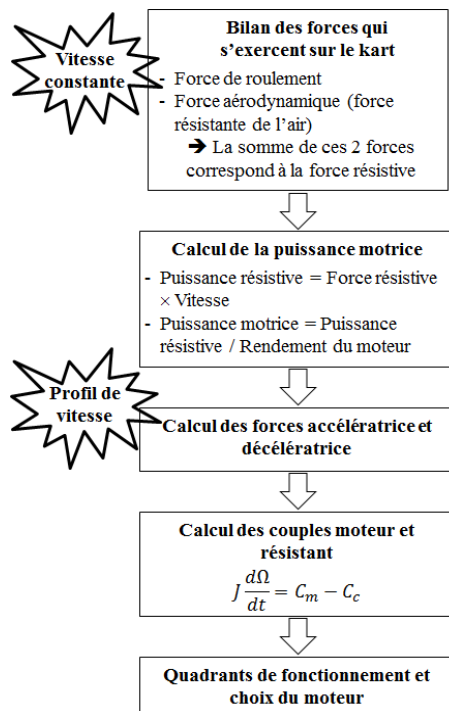 Vitesse
constante
Bilan des forces qui
s'exercent sur le kart
- Force de roulement
- Force aérodynamique (force
résistante de l'air)
➔ La somme de ces 2 forces
correspond à la force résistive
Calcul de la puissance motrice
- Puissance résistive = Force résistive
× Vitesse
- Puissance motrice = Puissance
résistive / Rendement du moteur
Profil de
vitesse
Calcul des forces accélératrice et
décélératrice
Calcul des couples moteur et
résistant
J dΩ/dt = C_m − C_c
Quadrants de fonctionnement et
choix du moteur